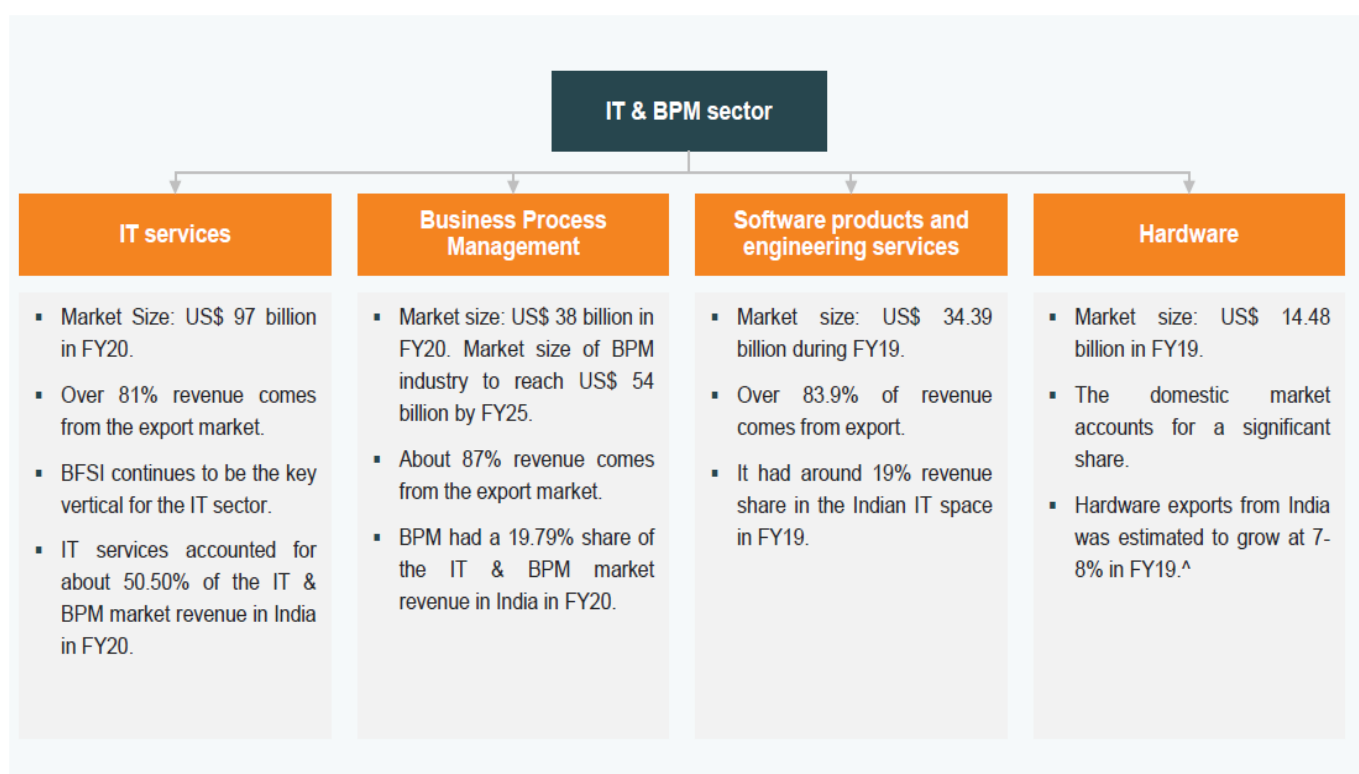 IT & BPM sector
IT services
▪ Market Size: US$ 97 billion
in FY20.
▪ Over 81% revenue comes
from the export market.
▪ BFSI continues to be the key
vertical for the IT sector.
▪ IT services accounted for
about 50.50% of the IT &
BPM market revenue in India
in FY20.
Business Process
Management
▪ Market size: US$ 38 billion in
FY20. Market size of BPM
industry to reach US$ 54
billion by FY25.
▪ About 87% revenue comes
from the export market.
▪ BPM had a 19.79% share of
the IT & BPM market
revenue in India in FY20.
Software products and
engineering services
▪ Market size: US$ 34.39
billion during FY19.
▪ Over 83.9% of revenue
comes from export.
▪ It had around 19% revenue
share in the Indian IT space
in FY19.
Hardware
▪ Market size: US$ 14.48
billion in FY19.
▪ The domestic market
accounts for a significant
share.
▪ Hardware exports from India
was estimated to grow at 7-
8% in FY19.^